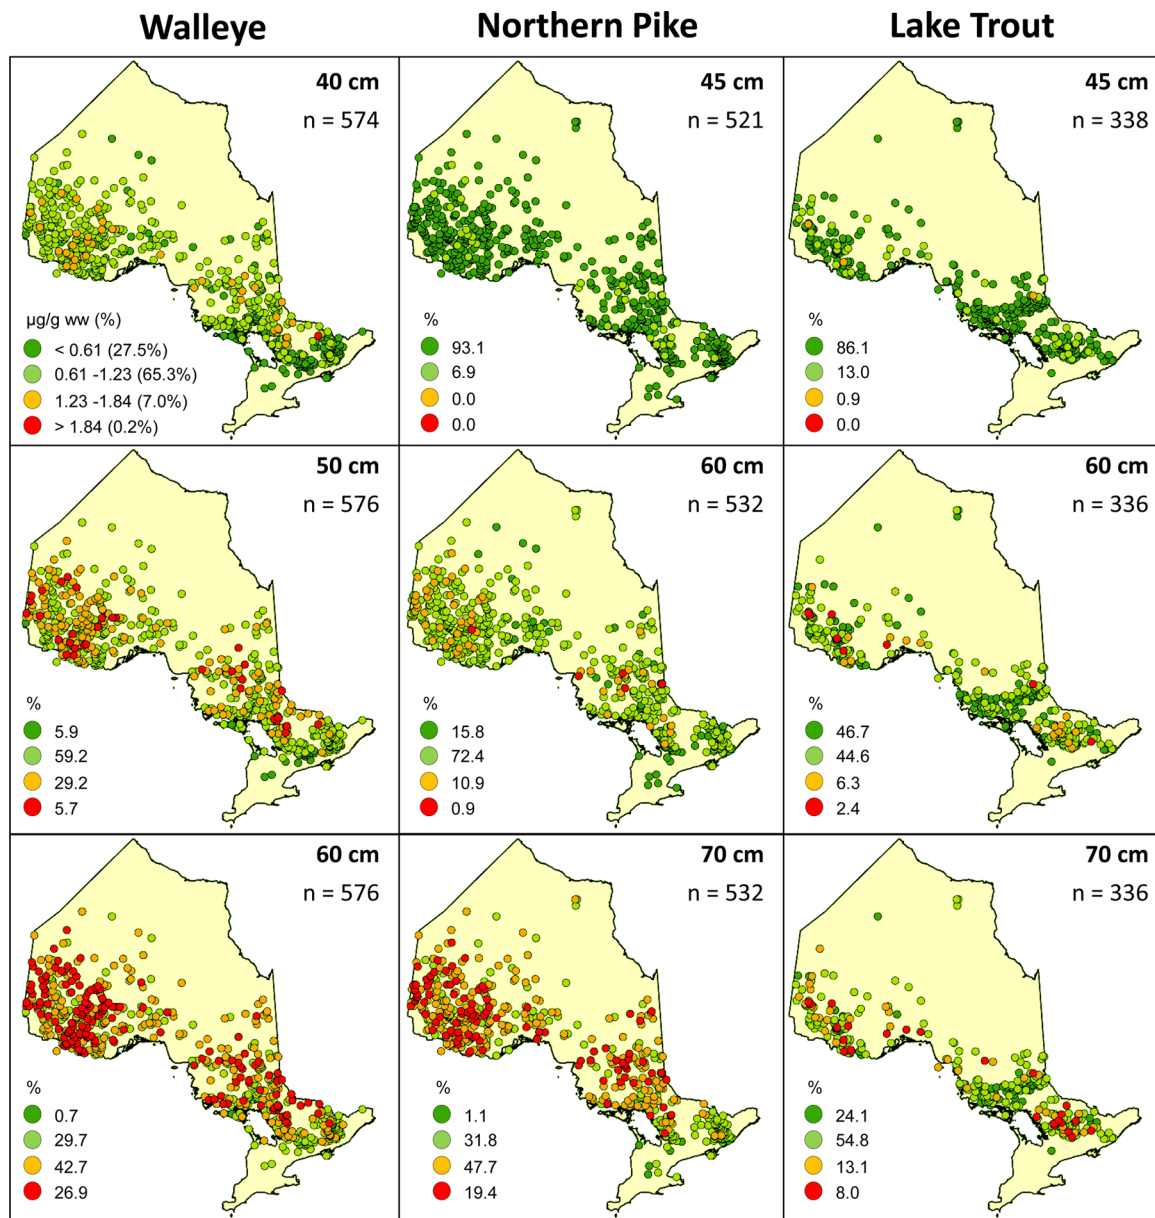 Walleye
Northern Pike
Lake Trout
40 cm
n = 574
µg/g ww (%)
< 0.61 (27.5%)
0.61 -1.23 (65.3%)
1.23 -1.84 (7.0%)
> 1.84 (0.2%)
45 cm
n = 521
%
93.1
6.9
0.0
0.0
45 cm
n = 338
%
86.1
13.0
0.9
0.0
50 cm
n = 576
%
5.9
59.2
29.2
5.7
60 cm
n = 532
%
15.8
72.4
10.9
0.9
60 cm
n = 336
%
46.7
44.6
6.3
2.4
60 cm
n = 576
%
0.7
29.7
42.7
26.9
70 cm
n = 532
%
1.1
31.8
47.7
19.4
70 cm
n = 336
%
24.1
54.8
13.1
8.0